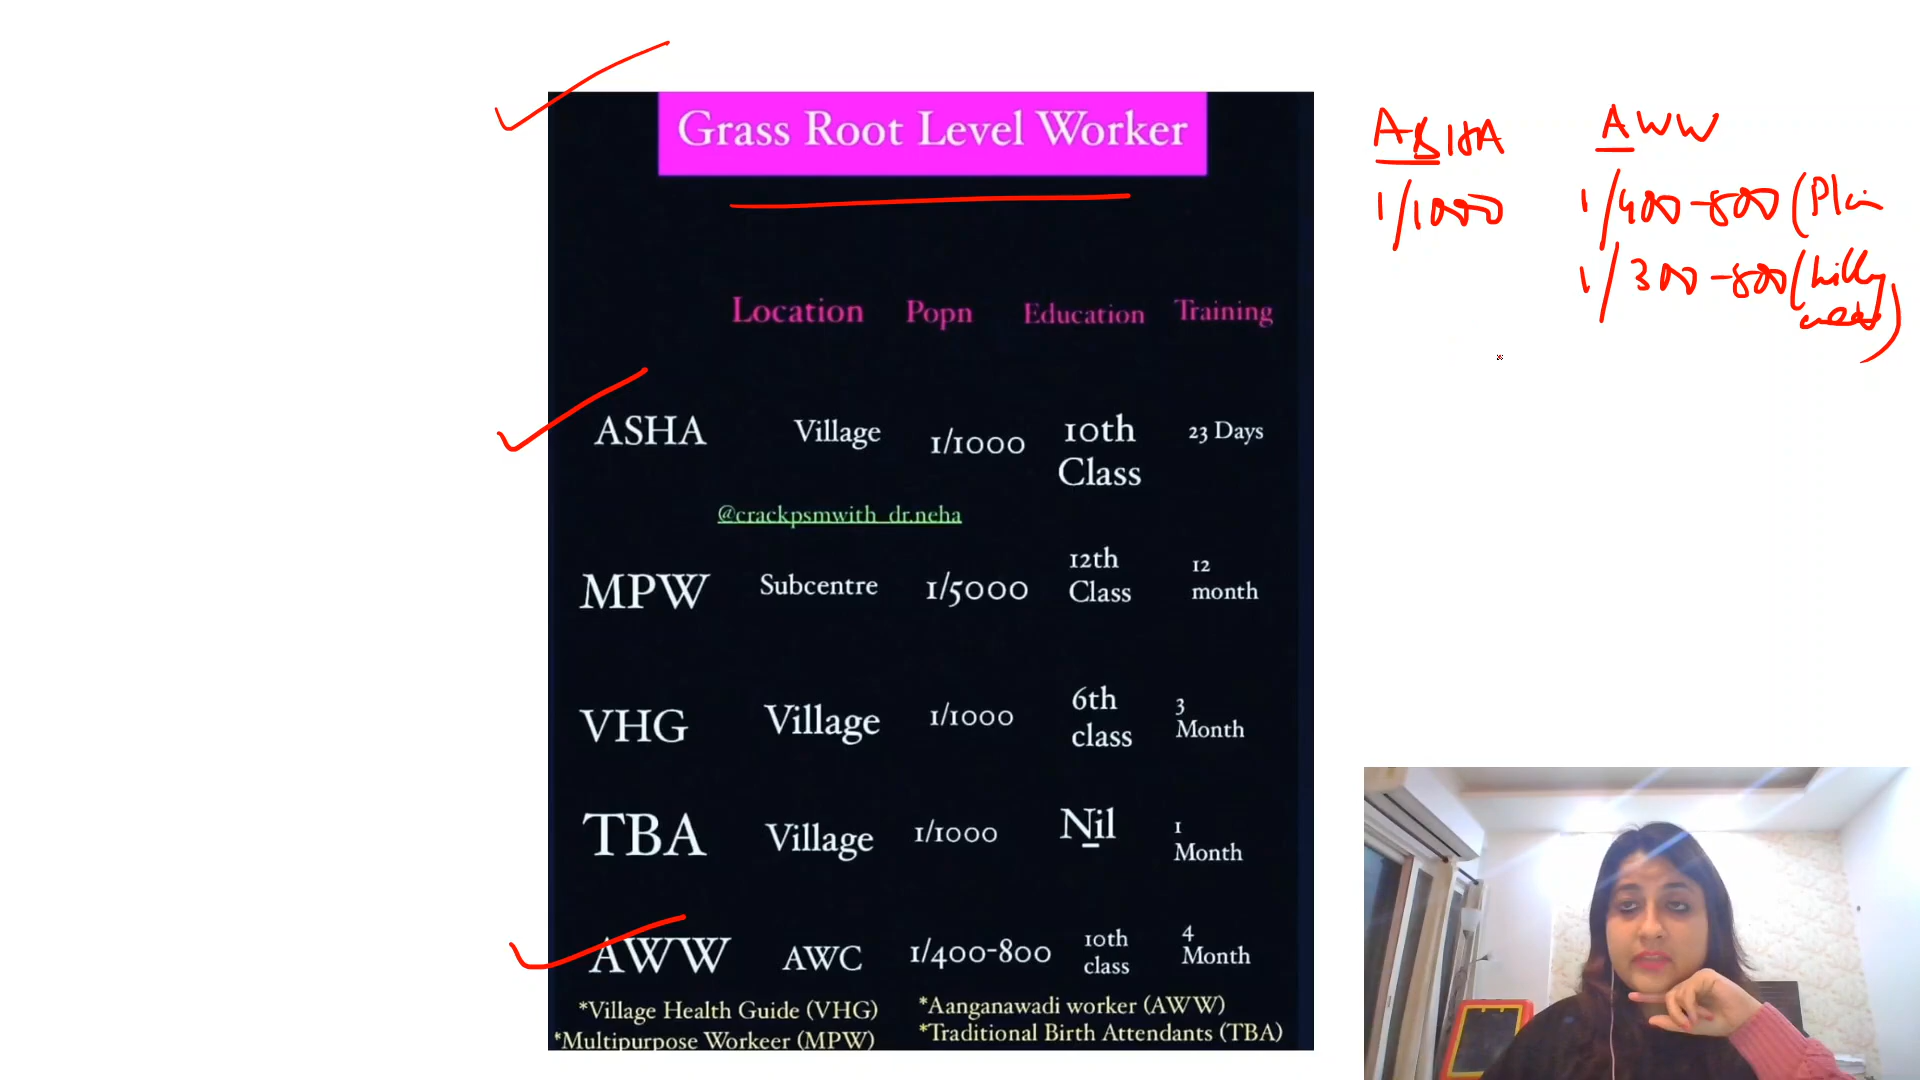 Grass Root Level Worker
Location Popn Education Training
ASHA Village 1/1000 10th Class 23 Days
@crackpsmwith_dr.neha
MPW Subcentre 1/5000 12th Class 12 month
VHG Village 1/1000 6th class 3 Month
TBA Village 1/1000 Nil 1 Month
AWW AWC 1/400-800 10th class 4 Month
*Village Health Guide (VHG)
*Multipurpose Workeer (MPW)
*Aanganawadi worker (AWW)
*Traditional Birth Attendants (TBA)
ASHA AWW
1/1000 1/400-800 (Plain
1/300-800 (hilly